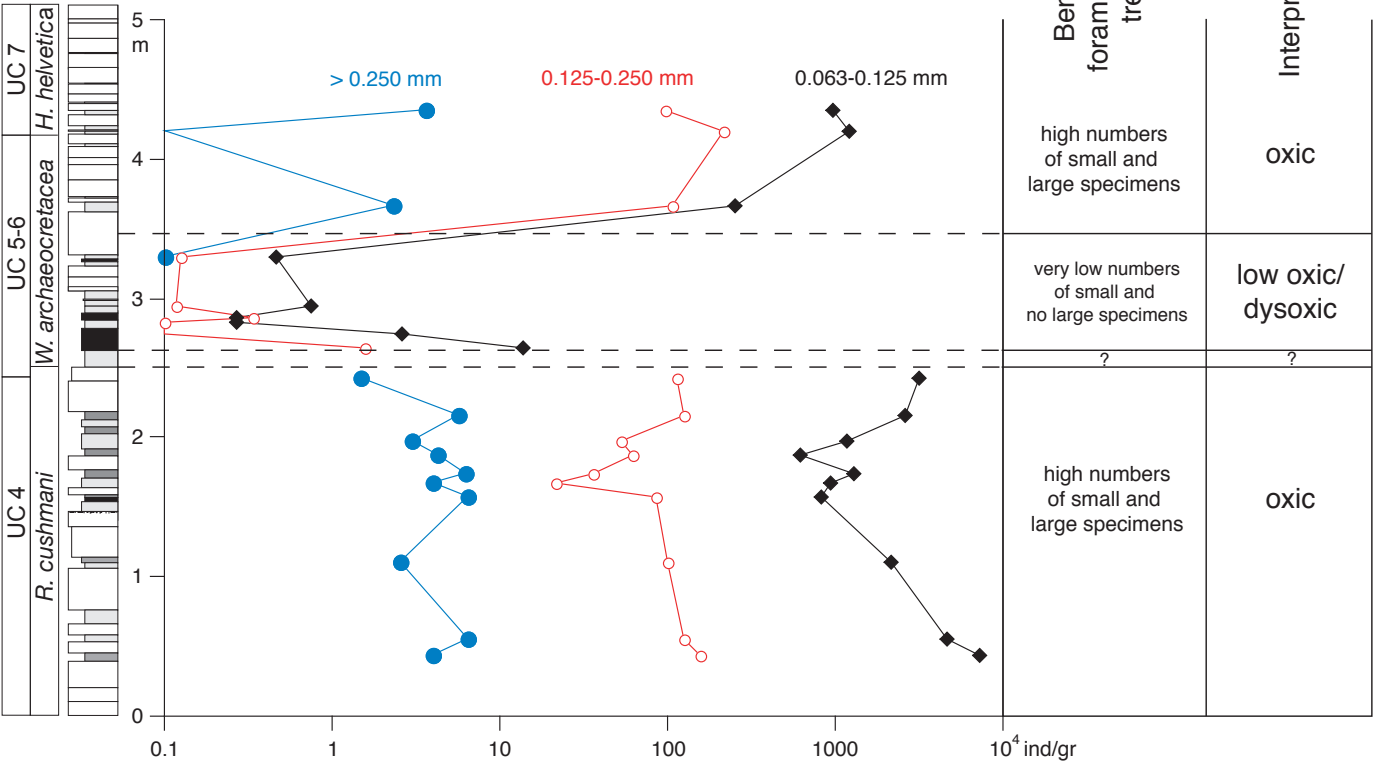 UC 7
H. helvetica
UC 5-6
W. archaeocretacea
UC 4
R. cushmani
5
m
4
3
2
1
0
> 0.250 mm
0.125-0.250 mm
0.063-0.125 mm
0.1
1
10
100
1000
10⁴ ind/gr
foram
high numbers
of small and
large specimens
oxic
very low numbers
of small and
no large specimens
low oxic/
dysoxic
?
?
high numbers
of small and
large specimens
oxic